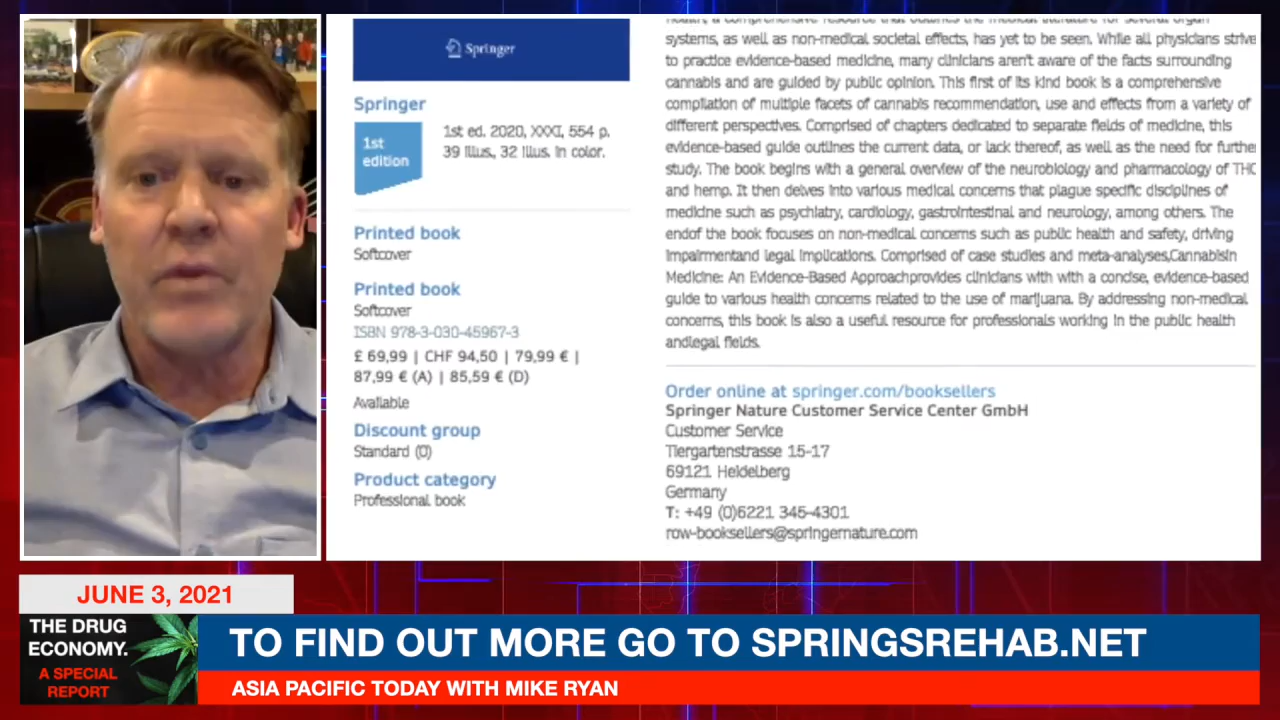 Springer
Springer
1st
edition
1st ed. 2020, XXXI, 554 p.
39 illus., 32 illus. in color.
Printed book
Softcover
Printed book
Softcover
ISBN 978-3-030-45967-3
£ 69,99 | CHF 94,50 | 79,99 € |
87,99 € (A) | 85,59 € (D)
Available
Discount group
Standard (0)
Product category
Professional book
health, a comprehensive resource that outlines the medical literature for several organ
systems, as well as non-medical societal effects, has yet to be seen. While all physicians strive
to practice evidence-based medicine, many clinicians aren't aware of the facts surrounding
cannabis and are guided by public opinion. This first of its kind book is a comprehensive
compilation of multiple facets of cannabis recommendation, use and effects from a variety of
different perspectives. Comprised of chapters dedicated to separate fields of medicine, this
evidence-based guide outlines the current data, or lack thereof, as well as the need for further
study. The book begins with a general overview of the neurobiology and pharmacology of THC
and hemp. It then delves into various medical concerns that plague specific disciplines of
medicine such as psychiatry, cardiology, gastrointestinal and neurology, among others. The
endof the book focuses on non-medical concerns such as public health and safety, driving
impairmentand legal implications. Comprised of case studies and meta-analyses,Cannabisin
Medicine: An Evidence-Based Approachprovides clinicians with with a concise, evidence-based
guide to various health concerns related to the use of marijuana. By addressing non-medical
concerns, this book is also a useful resource for professionals working in the public health
andlegal fields.
Order online at springer.com/booksellers
Springer Nature Customer Service Center GmbH
Customer Service
Tiergartenstrasse 15-17
69121 Heidelberg
Germany
T: +49 (0)6221 345-4301
row-booksellers@springernature.com
JUNE 3, 2021
THE DRUG
ECONOMY.
A SPECIAL
REPORT
TO FIND OUT MORE GO TO SPRINGSREHAB.NET
ASIA PACIFIC TODAY WITH MIKE RYAN